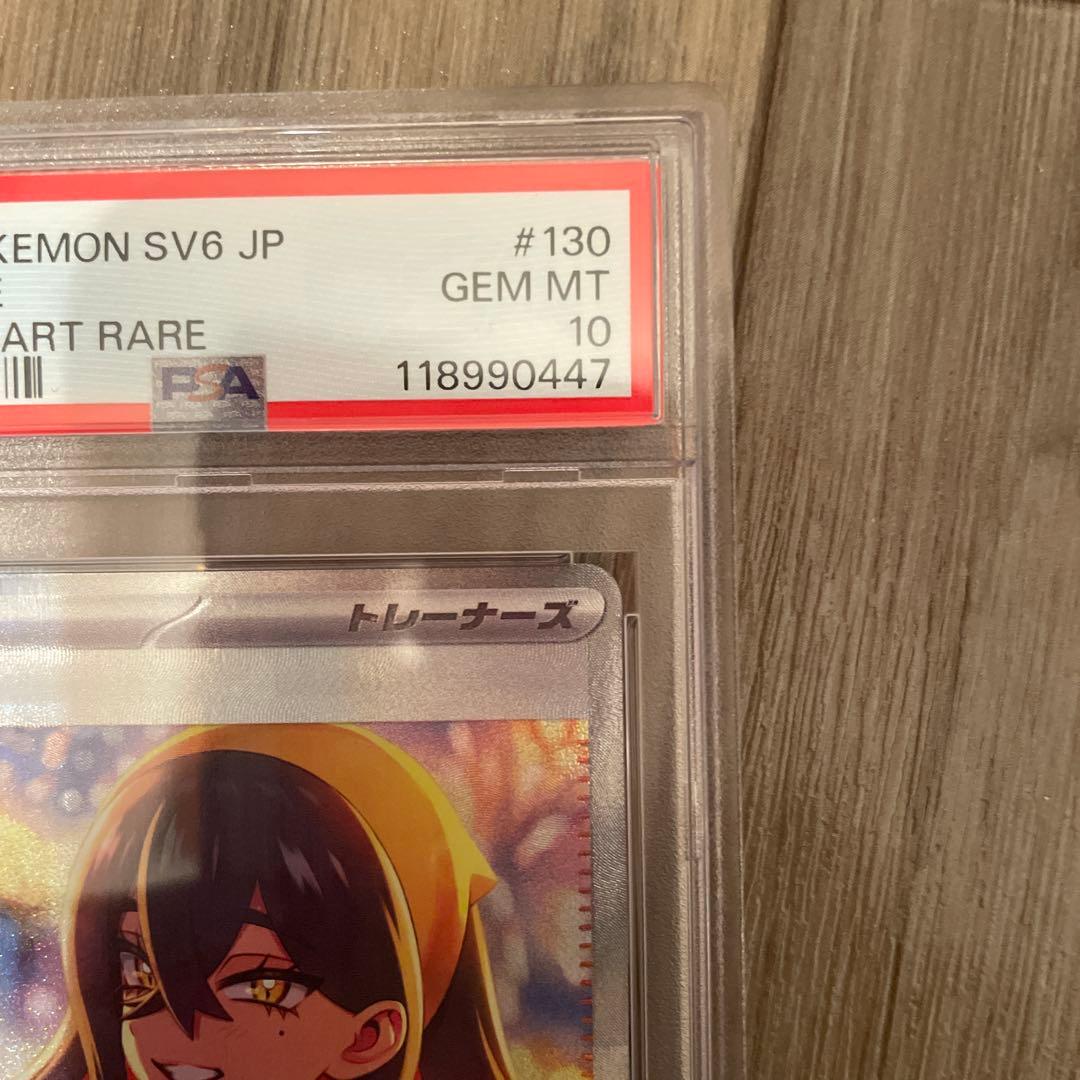 KEMON SV6 JP #130
E GEM MT
ART RARE 10
PSA 118990447
トレーナーズ